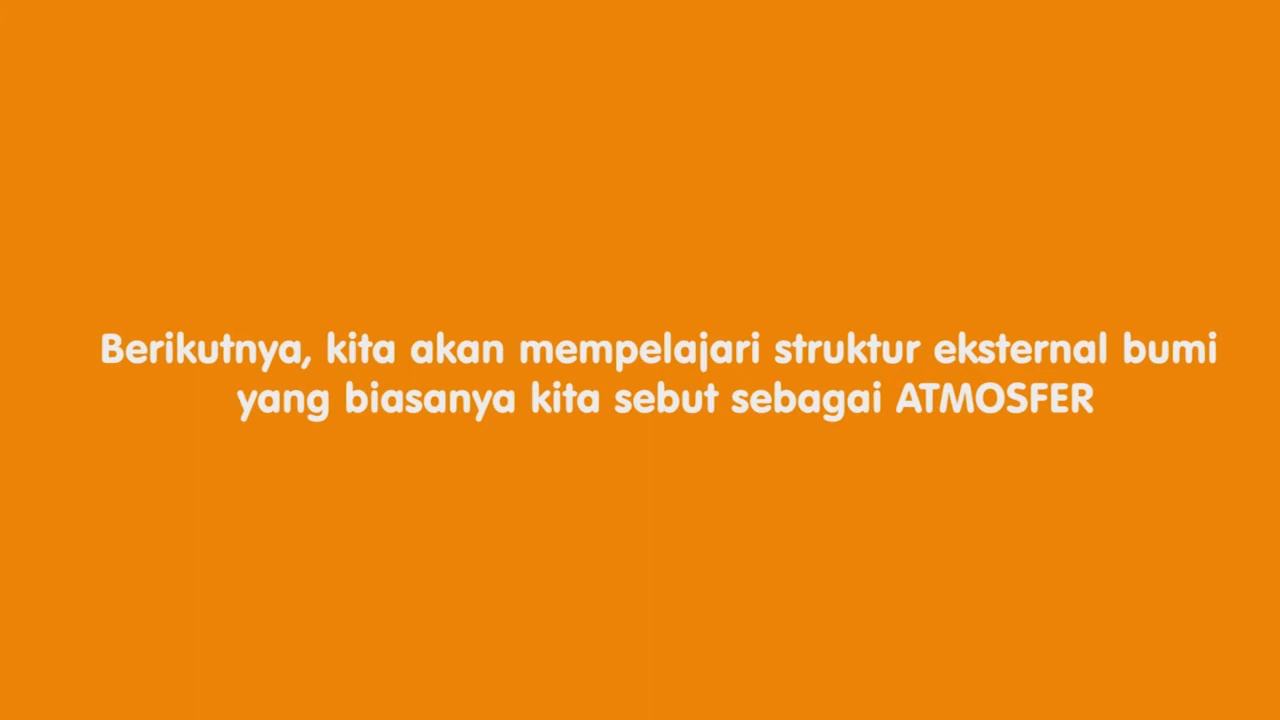 Berikutnya, kita akan mempelajari struktur eksternal bumi
yang biasanya kita sebut sebagai ATMOSFER